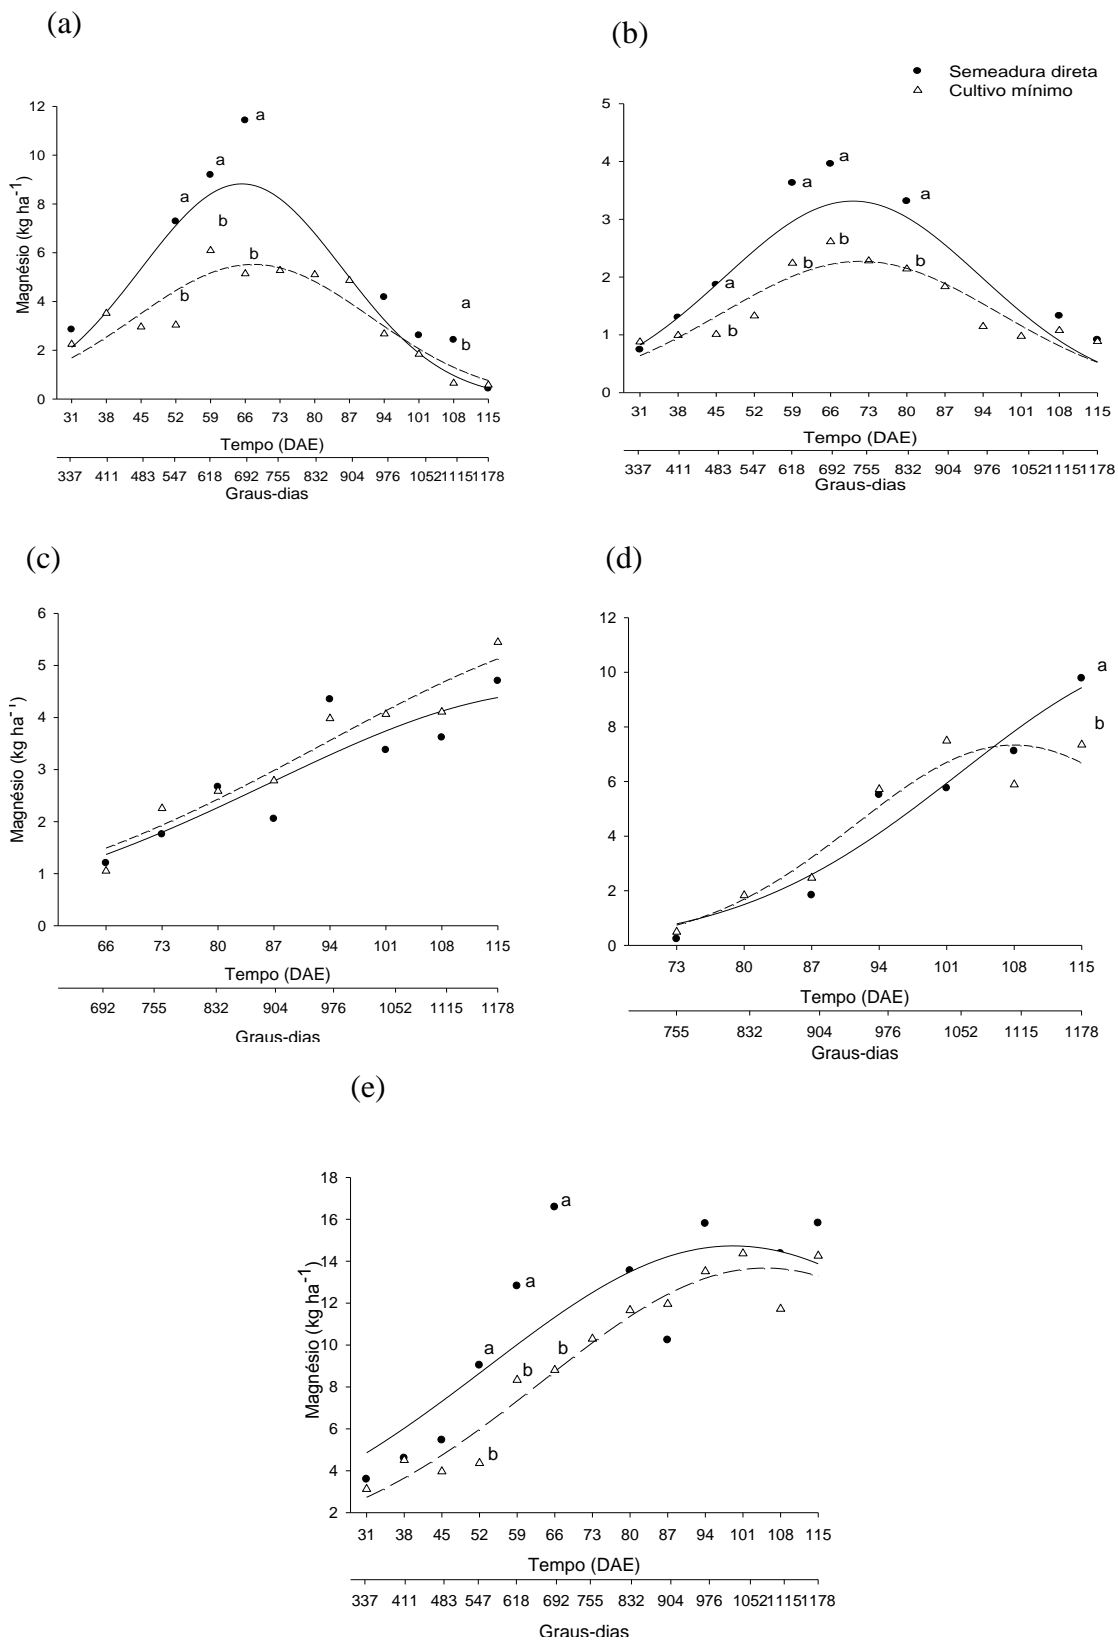 (a)
(b)
Semeadura direta
Cultivo mínimo
12
10
8
6
4
2
0
Magnésio (kg ha-1)
a
a
a
b
b
b
a
b
31 38 45 52 59 66 73 80 87 94 101 108 115
Tempo (DAE)
337 411 483 547 618 692 755 832 904 976 1052 1115 1178
Graus-dias
5
4
3
2
1
0
a
a
a
a
b
b
b
b
31 38 45 52 59 66 73 80 87 94 101 108 115
Tempo (DAE)
337 411 483 547 618 692 755 832 904 976 1052 1115 1178
Graus-dias
(c)
6
5
4
3
2
1
0
Magnésio (kg ha-1)
66 73 80 87 94 101 108 115
Tempo (DAE)
692 755 832 904 976 1052 1115 1178
Graus-dias
(d)
12
10
8
6
4
2
0
a
b
73 80 87 94 101 108 115
Tempo (DAE)
755 832 904 976 1052 1115 1178
Graus-dias
(e)
18
16
14
12
10
8
6
4
2
Magnésio (kg ha-1)
a
a
a
b
b
b
31 38 45 52 59 66 73 80 87 94 101 108 115
Tempo (DAE)
337 411 483 547 618 692 755 832 904 976 1052 1115 1178
Graus-dias